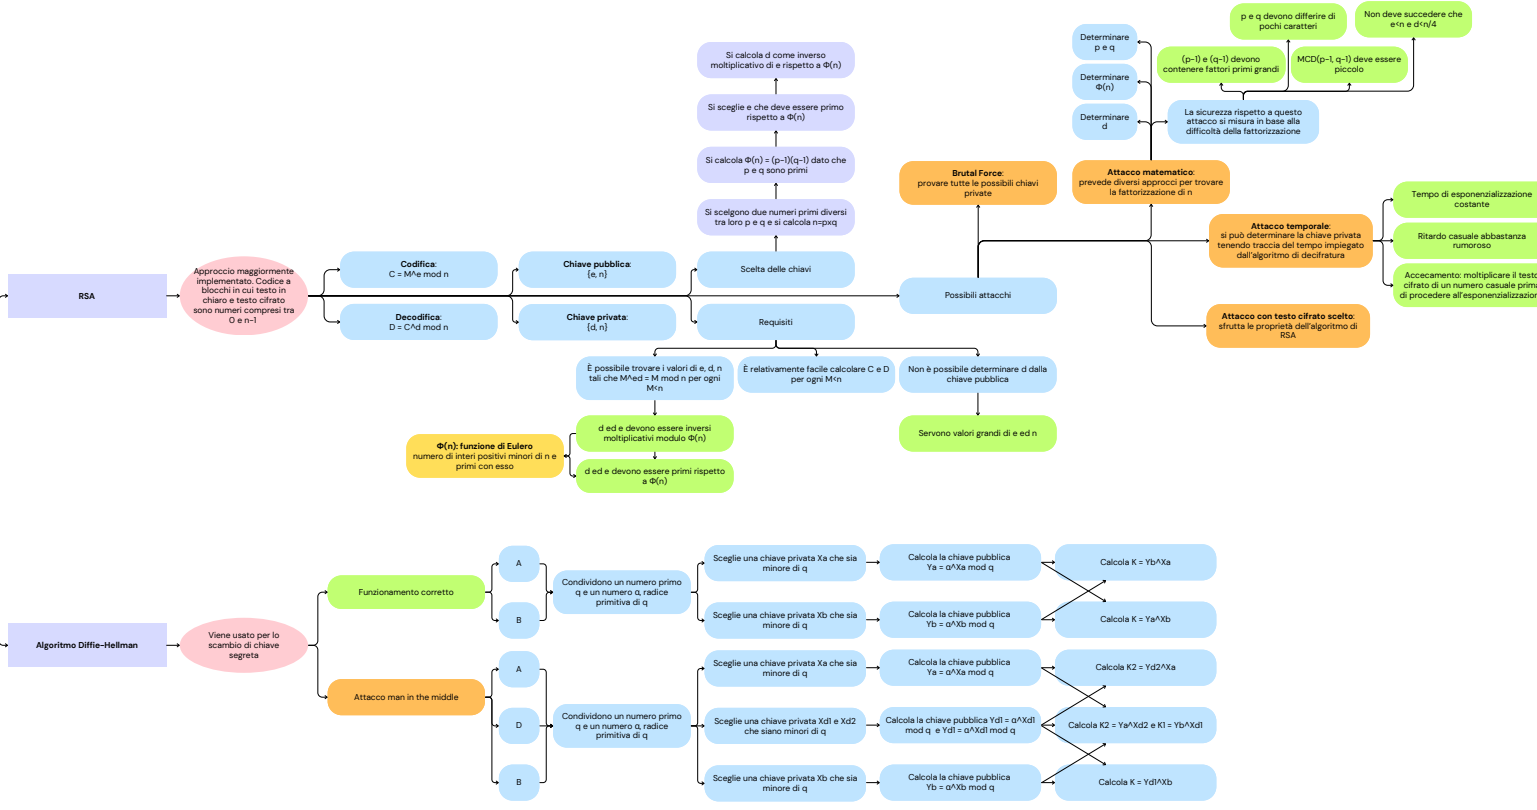 RSA
Approccio maggiormente
implementato. Codice a
blocchi in cui testo in
chiaro e testo cifrato
sono numeri compresi tra
0 e n-1
Codifica:
C = M^e mod n
Decodifica:
D = C^d mod n
Chiave pubblica:
{e, n}
Chiave privata:
{d, n}
Si calcola d come inverso
moltiplicativo di e rispetto a Φ(n)
Si sceglie e che deve essere primo
rispetto a Φ(n)
Si calcola Φ(n) = (p-1)(q-1) dato che
p e q sono primi
Si scelgono due numeri primi diversi
tra loro p e q e si calcola n=pxq
Scelta delle chiavi
Requisiti
È possibile trovare i valori di e, d, n
tali che M^ed = M mod n per ogni
M<n
È relativamente facile calcolare C e D
per ogni M<n
Non è possibile determinare d dalla
chiave pubblica
d ed e devono essere inversi
moltiplicativi modulo Φ(n)
d ed e devono essere primi rispetto
a Φ(n)
Φ(n): funzione di Eulero
numero di interi positivi minori di n e
primi con esso
Servono valori grandi di e ed n
Possibili attacchi
Brutal Force:
provare tutte le possibili chiavi
private
Attacco matematico:
prevede diversi approcci per trovare
la fattorizzazione di n
Determinare
p e q
Determinare
Φ(n)
Determinare
d
La sicurezza rispetto a questo
attacco si misura in base alla
difficoltà della fattorizzazione
(p-1) e (q-1) devono
contenere fattori primi grandi
p e q devono differire di
pochi caratteri
MCD(p-1, q-1) deve essere
piccolo
Non deve succedere che
e<n e d<n/4
Attacco temporale:
si può determinare la chiave privata
tenendo traccia del tempo impiegato
dall'algoritmo di decifratura
Tempo di esponenzializzazione
costante
Ritardo casuale abbastanza
rumoroso
Accecamento: moltiplicare il testo
cifrato di un numero casuale prima
di procedere all'esponenzializzazion
Attacco con testo cifrato scelto:
sfrutta le proprietà dell'algoritmo di
RSA
Algoritmo Diffie-Hellman
Viene usato per lo
scambio di chiave
segreta
Funzionamento corretto
A
B
Condividono un numero primo
q e un numero α, radice
primitiva di q
Sceglie una chiave privata Xa che sia
minore di q
Calcola la chiave pubblica
Ya = α^Xa mod q
Calcola K = Yb^Xa
Sceglie una chiave privata Xb che sia
minore di q
Calcola la chiave pubblica
Yb = α^Xb mod q
Calcola K = Ya^Xb
Attacco man in the middle
A
D
B
Condividono un numero primo
q e un numero α, radice
primitiva di q
Sceglie una chiave privata Xa che sia
minore di q
Calcola la chiave pubblica
Ya = α^Xa mod q
Calcola K2 = Yd2^Xa
Sceglie una chiave privata Xd1 e Xd2
che siano minori di q
Calcola la chiave pubblica Yd1 = α^Xd1
mod q e Yd1 = α^Xd1 mod q
Calcola K2 = Ya^Xd2 e K1 = Yb^Xd1
Sceglie una chiave privata Xb che sia
minore di q
Calcola la chiave pubblica
Yb = α^Xb mod q
Calcola K = Yd1^Xb